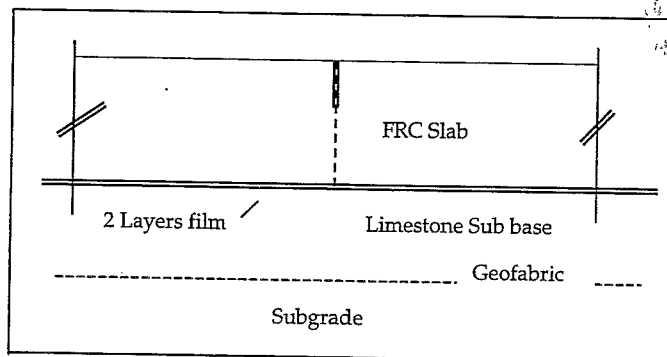 FRC Slab
2 Layers film
Limestone Sub base
Geofabric
Subgrade